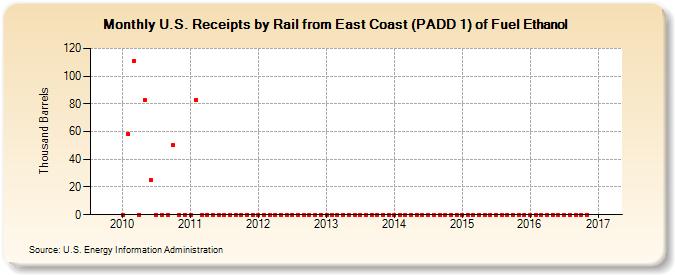 Monthly U.S. Receipts by Rail from East Coast (PADD 1) of Fuel Ethanol
Thousand Barrels
120
100
80
60
40
20
0
2010 2011 2012 2013 2014 2015 2016 2017
Source: U.S. Energy Information Administration